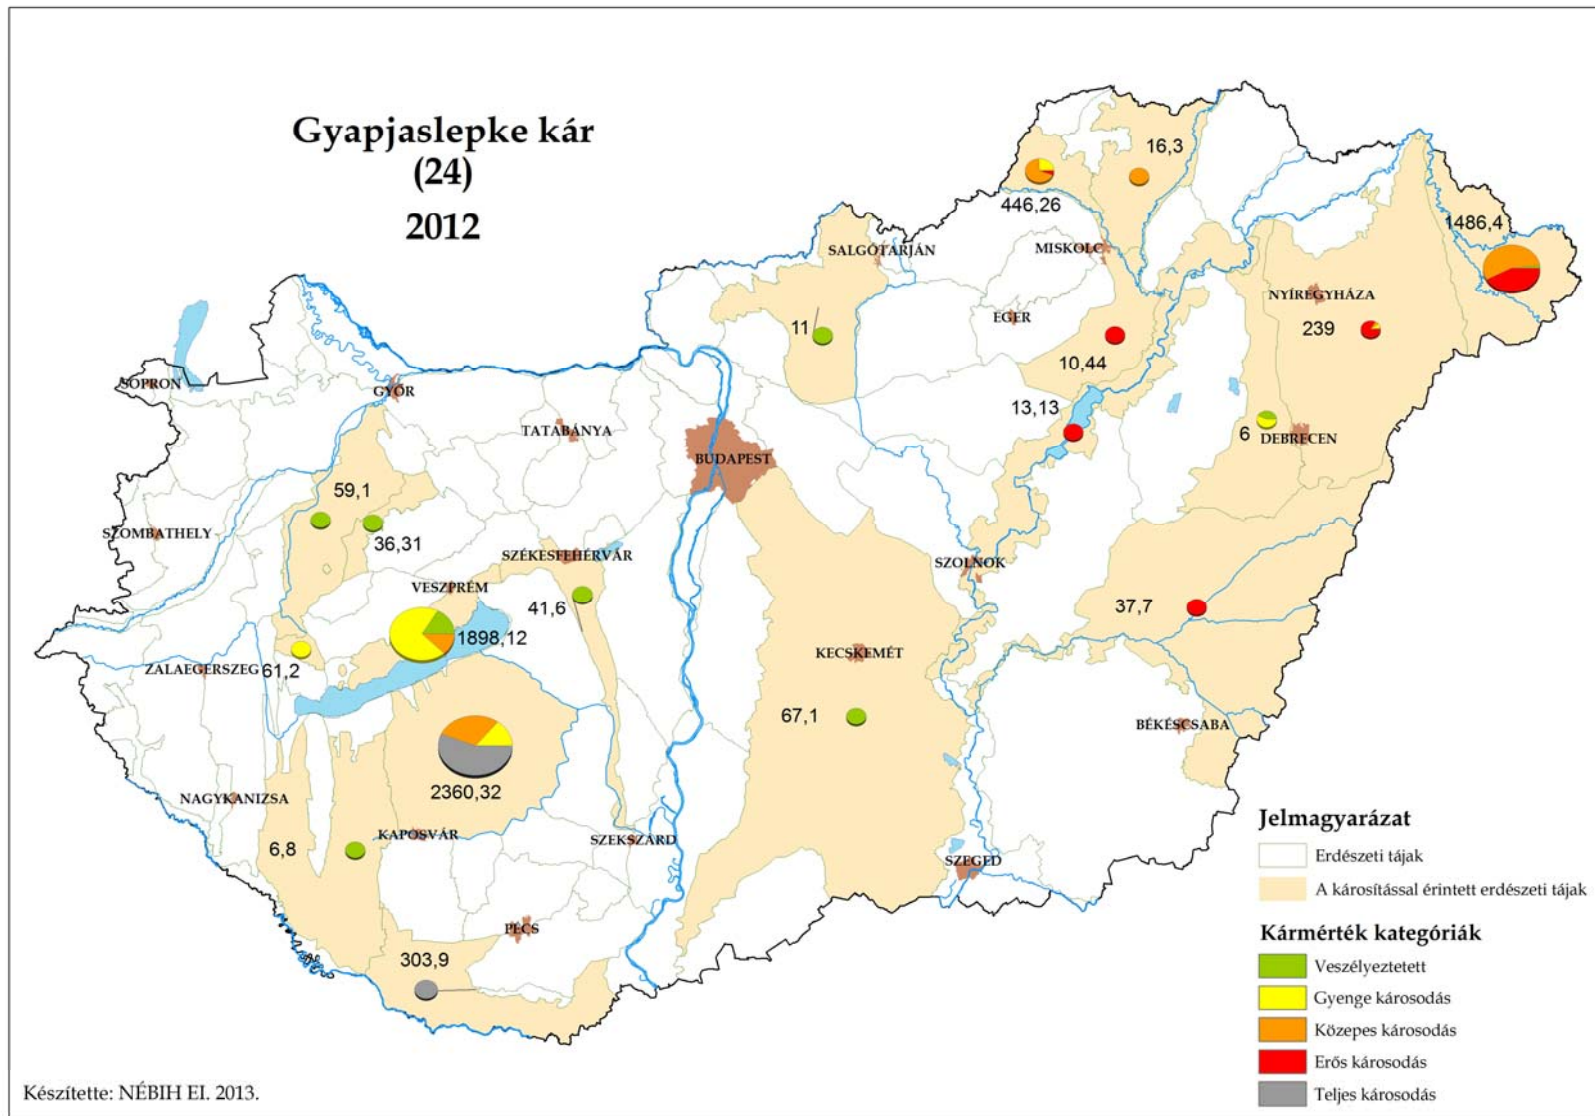 Gyapjaslepke kár
(24)
2012
16,3
446,26
1486,4
SALGÓTARJÁN
MISKOLC
NYÍREGYHÁZA
EGER
11
239
10,44
SOPRON
GYŐR
13,13
TATABÁNYA
6
DEBRECEN
BUDAPEST
59,1
SZOMBATHELY
36,31
SZÉKESFEHÉRVÁR
SZOLNOK
VESZPRÉM
41,6
37,7
1898,12
ZALAEGERSZEG
61,2
KECSKEMÉT
67,1
BÉKÉSCSABA
2360,32
NAGYKANIZSA
KAPOSVÁR
SZEKSZÁRD
6,8
SZEGED
PÉCS
303,9
Jelmagyarázat
Erdészeti tájak
A károsítással érintett erdészeti tájak
Kármérték kategóriák
Veszélyeztetett
Gyenge károsodás
Közepes károsodás
Erős károsodás
Teljes károsodás
Készítette: NÉBIH EI. 2013.